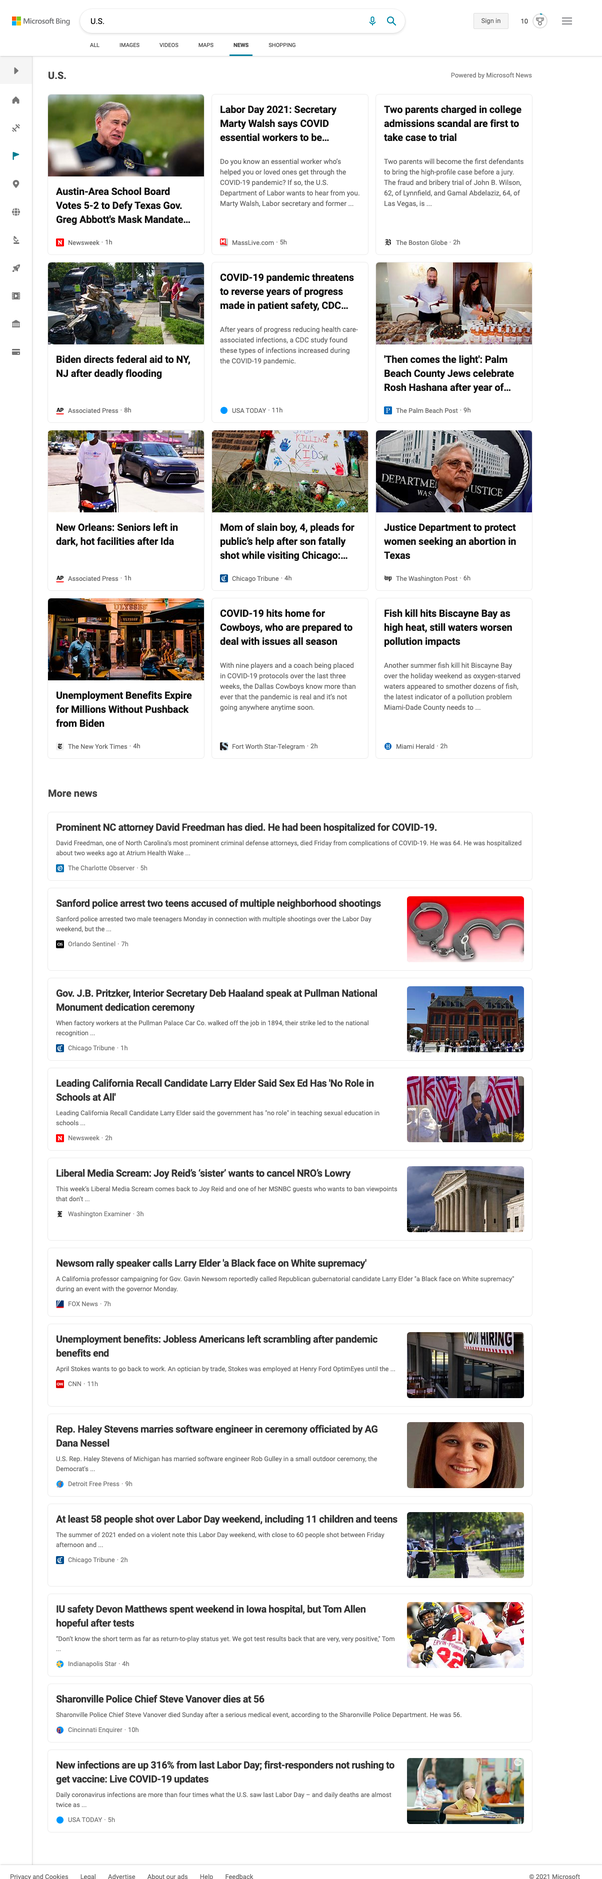 Microsoft Bing
U.S.
Sign in
10
ALL
IMAGES
VIDEOS
MAPS
NEWS
SHOPPING
U.S.
Powered by Microsoft News
Austin-Area School Board
Votes 5-2 to Defy Texas Gov.
Greg Abbott's Mask Mandate...
Newsweek · 1h
Labor Day 2021: Secretary
Marty Walsh says COVID
essential workers to be...
Do you know an essential worker who's
helped you or loved ones get through the
COVID-19 pandemic? If so, the U.S.
Department of Labor wants to hear from you.
Marty Walsh, Labor secretary and former ...
MassLive.com · 5h
Two parents charged in college
admissions scandal are first to
take case to trial
Two parents will become the first defendants
to bring the high-profile case before a jury.
The fraud and bribery trial of John B. Wilson,
62, of Lynnfield, and Gamal Abdelaziz, 64, of
Las Vegas, is ...
The Boston Globe · 2h
Biden directs federal aid to NY,
NJ after deadly flooding
AP Associated Press · 8h
COVID-19 pandemic threatens
to reverse years of progress
made in patient safety, CDC...
After years of progress reducing health care-
associated infections, a CDC study found
these types of infections increased during
the COVID-19 pandemic.
USA TODAY · 11h
'Then comes the light': Palm
Beach County Jews celebrate
Rosh Hashana after year of...
The Palm Beach Post · 9h
New Orleans: Seniors left in
dark, hot facilities after Ida
AP Associated Press · 1h
KILLING
OUR
KIDS
Mom of slain boy, 4, pleads for
public's help after son fatally
shot while visiting Chicago:...
Chicago Tribune · 4h
DEPARTMENT OF JUSTICE
WAS
Justice Department to protect
women seeking an abortion in
Texas
wp The Washington Post · 6h
ULYSSES
Unemployment Benefits Expire
for Millions Without Pushback
from Biden
The New York Times · 4h
COVID-19 hits home for
Cowboys, who are prepared to
deal with issues all season
With nine players and a coach being placed
in COVID-19 protocols over the last three
weeks, the Dallas Cowboys know more than
ever that the pandemic is real and it's not
going anywhere anytime soon.
Fort Worth Star-Telegram · 2h
Fish kill hits Biscayne Bay as
high heat, still waters worsen
pollution impacts
Another summer fish kill hit Biscayne Bay
over the holiday weekend as oxygen-starved
waters appeared to smother dozens of fish,
the latest indicator of a pollution problem
Miami-Dade County needs to ...
Miami Herald · 2h
More news
Prominent NC attorney David Freedman has died. He had been hospitalized for COVID-19.
David Freedman, one of North Carolina's most prominent criminal defense attorneys, died Friday from complications of COVID-19. He was 64. He was hospitalized
about two weeks ago at Atrium Health Wake ...
The Charlotte Observer · 5h
Sanford police arrest two teens accused of multiple neighborhood shootings
Sanford police arrested two male teenagers Monday in connection with multiple shootings over the Labor Day
weekend, but the ...
Orlando Sentinel · 7h
Gov. J.B. Pritzker, Interior Secretary Deb Haaland speak at Pullman National
Monument dedication ceremony
When factory workers at the Pullman Palace Car Co. walked off the job in 1894, their strike led to the national
recognition ...
Chicago Tribune · 1h
Leading California Recall Candidate Larry Elder Said Sex Ed Has 'No Role in
Schools at All'
Leading California Recall Candidate Larry Elder said the government has "no role" in teaching sexual education in
schools ...
Newsweek · 2h
Liberal Media Scream: Joy Reid's 'sister' wants to cancel NRO's Lowry
This week's Liberal Media Scream comes back to Joy Reid and one of her MSNBC guests who wants to ban viewpoints
that don't ...
Washington Examiner · 3h
Newsom rally speaker calls Larry Elder 'a Black face on White supremacy'
A California professor campaigning for Gov. Gavin Newsom reportedly called Republican gubernatorial candidate Larry Elder "a Black face on White supremacy"
during an event with the governor Monday.
FOX News · 7h
Unemployment benefits: Jobless Americans left scrambling after pandemic
benefits end
April Stokes wants to go back to work. An optician by trade, Stokes was employed at Henry Ford OptimEyes until the ...
CNN · 11h
NOW HIRING
Rep. Haley Stevens marries software engineer in ceremony officiated by AG
Dana Nessel
U.S. Rep. Haley Stevens of Michigan has married software engineer Rob Gulley in a small outdoor ceremony, the
Democrat's ...
Detroit Free Press · 9h
At least 58 people shot over Labor Day weekend, including 11 children and teens
The summer of 2021 ended on a violent note this Labor Day weekend, with close to 60 people shot between Friday
afternoon and ...
Chicago Tribune · 2h
IU safety Devon Matthews spent weekend in Iowa hospital, but Tom Allen
hopeful after tests
"Don't know the short term as far as return-to-play status yet. We got test results back that are very, very positive," Tom
...
Indianapolis Star · 4h
Sharonville Police Chief Steve Vanover dies at 56
Sharonville Police Chief Steve Vanover died Sunday after a serious medical event, according to the Sharonville Police Department. He was 56.
Cincinnati Enquirer · 10h
New infections are up 316% from last Labor Day; first-responders not rushing to
get vaccine: Live COVID-19 updates
Daily coronavirus infections are more than four times what the U.S. saw last Labor Day – and daily deaths are almost
twice as ...
USA TODAY · 5h
Privacy and Cookies
Legal
Advertise
About our ads
Help
Feedback
© 2021 Microsoft